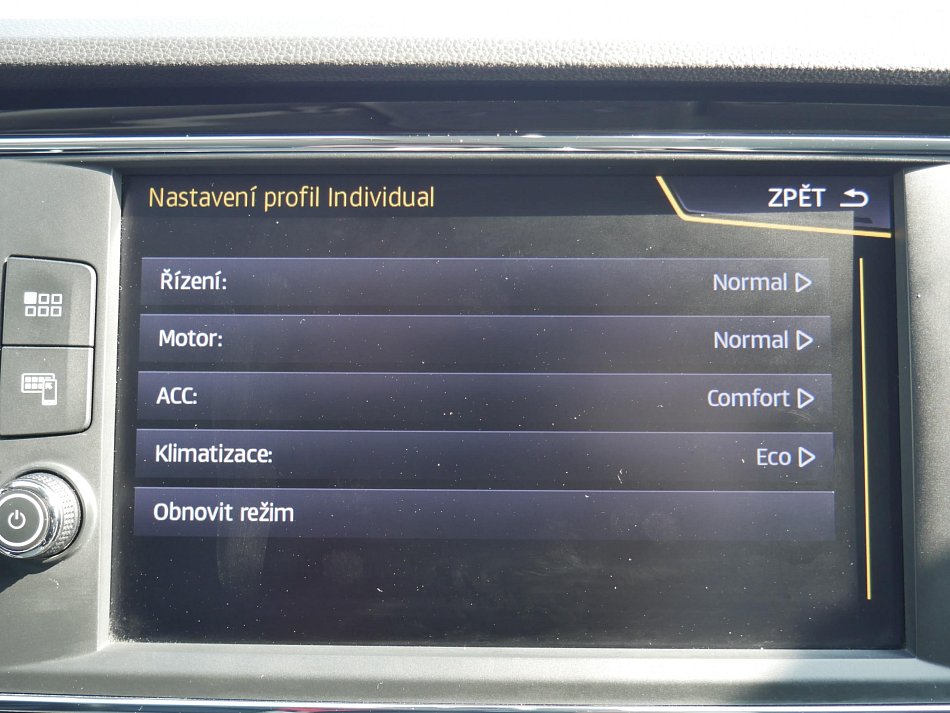 Nastavení profil Individual
ZPĚT
Řízení: Normal
Motor: Normal
ACC: Comfort
Klimatizace: Eco
Obnovit režim